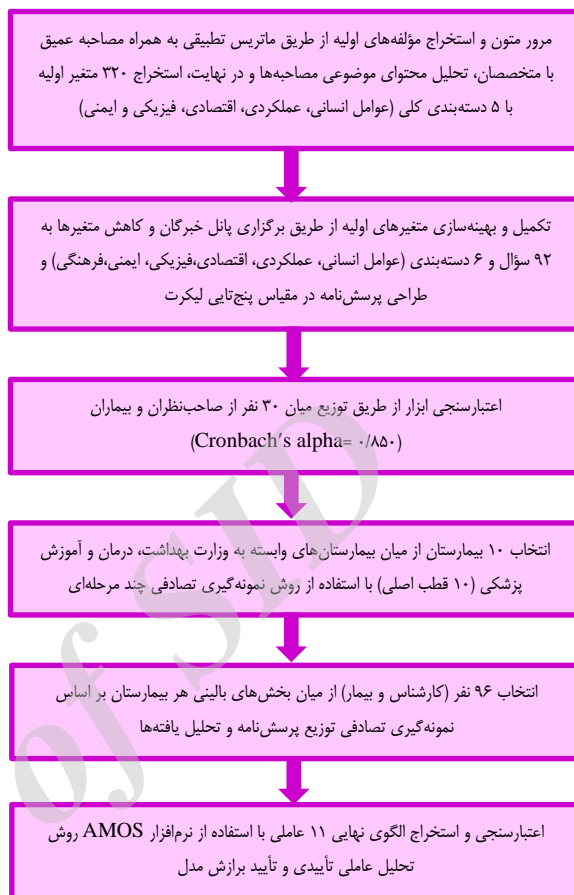 مرور متون و استخراج مؤلفه‌های اولیه از طریق ماتریس تطبیقی به همراه مصاحبه عمیق
با متخصصان، تحلیل محتوای موضوعی مصاحبه‌ها و در نهایت، استخراج ۳۲۰ متغیر اولیه
با ۵ دسته‌بندی کلی (عوامل انسانی، عملکردی، اقتصادی، فیزیکی و ایمنی)
تکمیل و بهینه‌سازی متغیرهای اولیه از طریق برگزاری پانل خبرگان و کاهش متغیرها به
۹۲ سؤال و ۶ دسته‌بندی (عوامل انسانی، عملکردی، اقتصادی،فیزیکی، ایمنی،فرهنگی) و
طراحی پرسش‌نامه در مقیاس پنج‌تایی لیکرت
اعتبارسنجی ابزار از طریق توزیع میان ۳۰ نفر از صاحب‌نظران و بیماران
(Cronbach's alpha= ۰/۸۵۰)
انتخاب ۱۰ بیمارستان از میان بیمارستان‌های وابسته به وزارت بهداشت، درمان و آموزش
پزشکی (۱۰ قطب اصلی) با استفاده از روش نمونه‌گیری تصادفی چند مرحله‌ای
انتخاب ۹۶ نفر (کارشناس و بیمار) از میان بخش‌های بالینی هر بیمارستان بر اساس
نمونه‌گیری تصادفی توزیع پرسش‌نامه و تحلیل یافته‌ها
اعتبارسنجی و استخراج الگوی نهایی ۱۱ عاملی با استفاده از نرم‌افزار AMOS روش
تحلیل عاملی تأییدی و تأیید برازش مدل
of SID